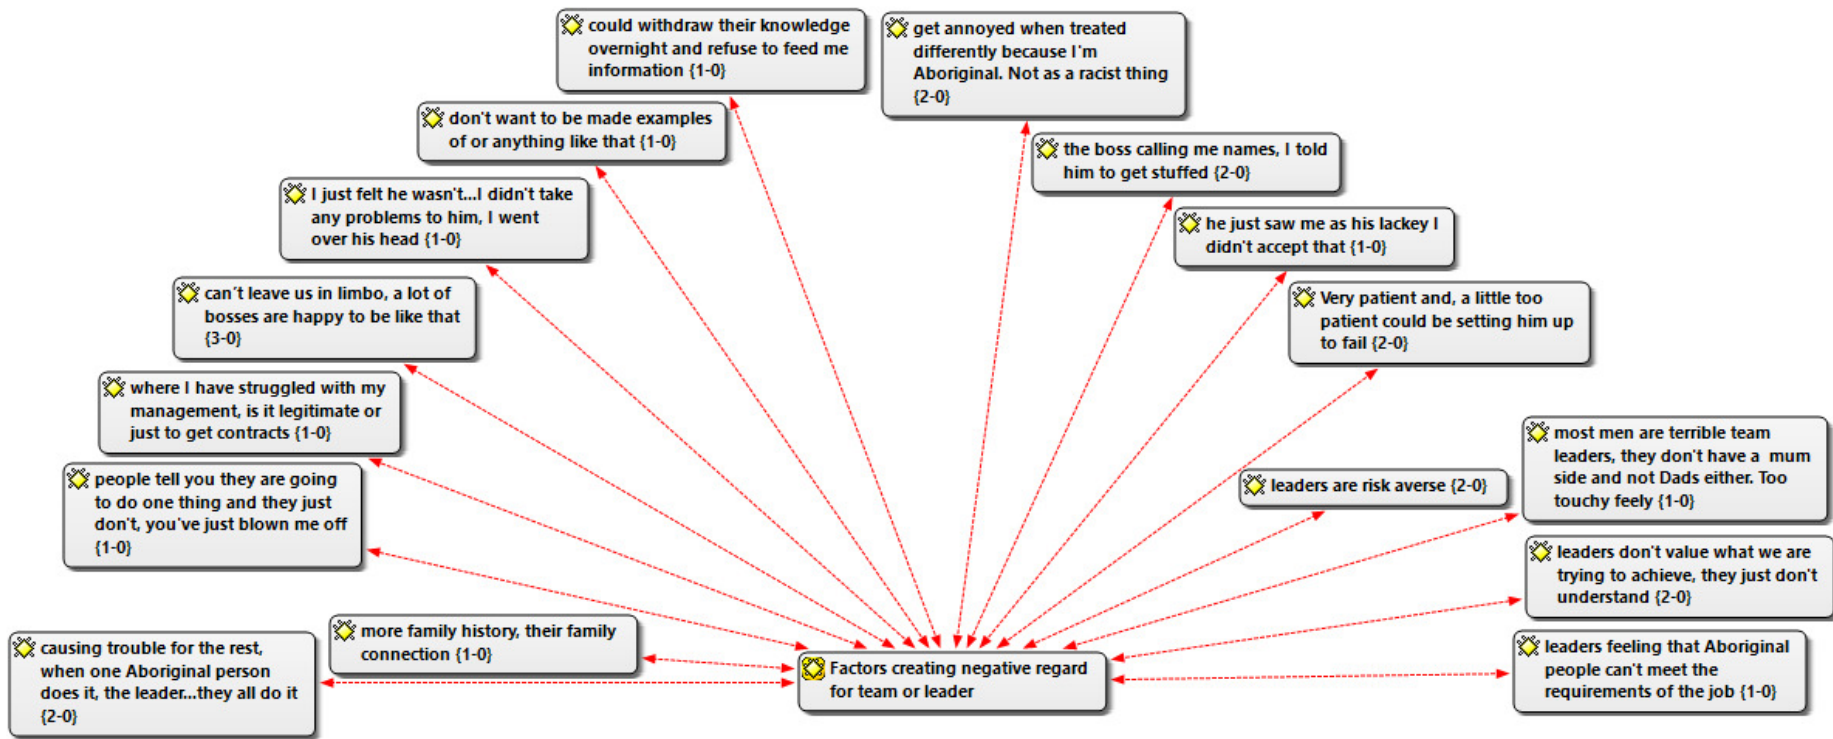 could withdraw their knowledge
overnight and refuse to feed me
information {1-0}
get annoyed when treated
differently because I'm
Aboriginal. Not as a racist thing
{2-0}
don't want to be made examples
of or anything like that {1-0}
the boss calling me names, I told
him to get stuffed {2-0}
I just felt he wasn't...I didn't take
any problems to him, I went
over his head {1-0}
he just saw me as his lackey I
didn't accept that {1-0}
can't leave us in limbo, a lot of
bosses are happy to be like that
{3-0}
Very patient and, a little too
patient could be setting him up
to fail {2-0}
where I have struggled with my
management, is it legitimate or
just to get contracts {1-0}
most men are terrible team
leaders, they don't have a  mum
side and not Dads either. Too
touchy feely {1-0}
people tell you they are going
to do one thing and they just
don't, you've just blown me off
{1-0}
leaders are risk averse {2-0}
leaders don't value what we are
trying to achieve, they just don't
understand {2-0}
more family history, their family
connection {1-0}
causing trouble for the rest,
when one Aboriginal person
does it, the leader...they all do it
{2-0}
Factors creating negative regard
for team or leader
leaders feeling that Aboriginal
people can't meet the
requirements of the job {1-0}